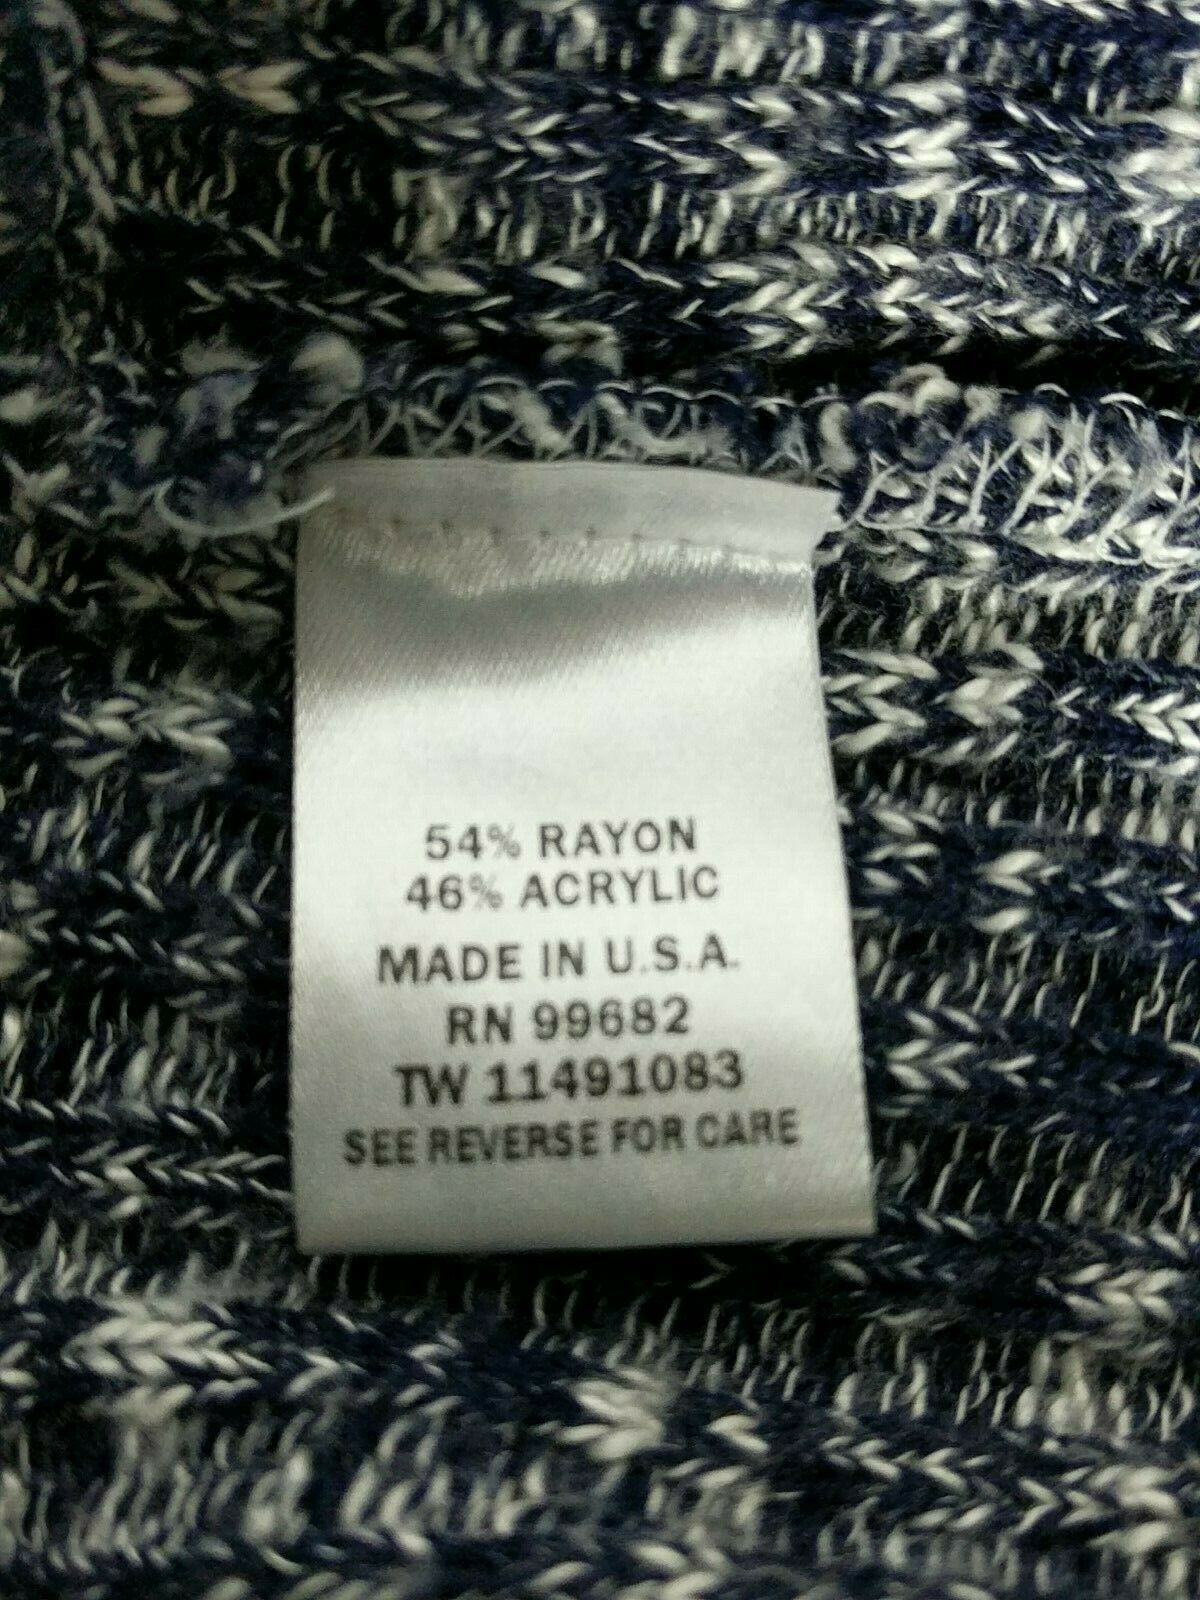 54% RAYON
46% ACRYLIC
MADE IN U.S.A.
RN 99682
TW 11491083
SEE REVERSE FOR CARE